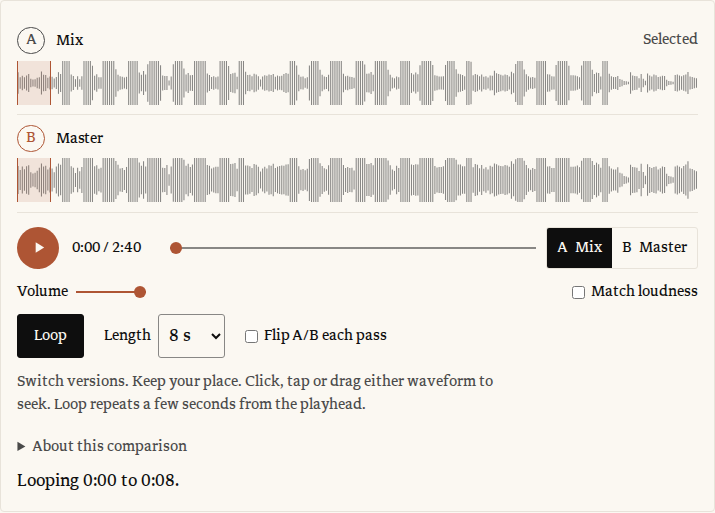 A Mix Selected
B Master
0:00 / 2:40 A Mix B Master
Volume Match loudness
Loop Length 8 s Flip A/B each pass
Switch versions. Keep your place. Click, tap or drag either waveform to
seek. Loop repeats a few seconds from the playhead.
About this comparison
Looping 0:00 to 0:08.